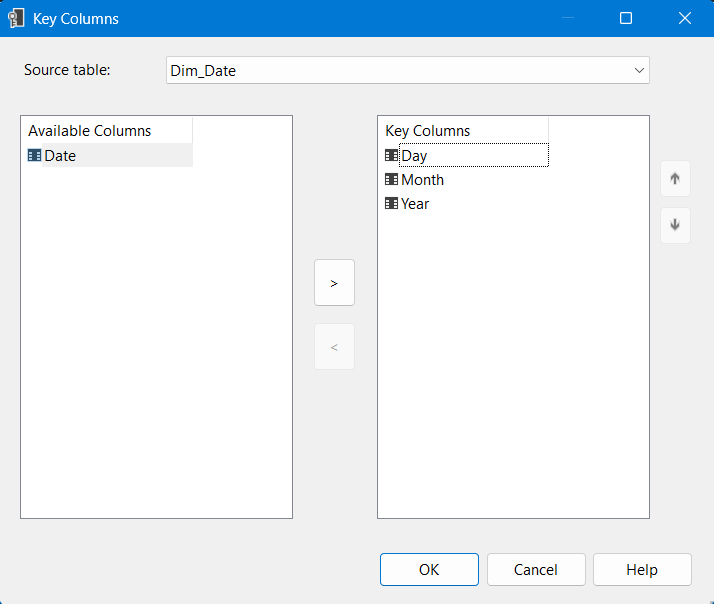 Key Columns
Source table:
Dim_Date
Available Columns
Date
Key Columns
Day
Month
Year
>
<
OK
Cancel
Help